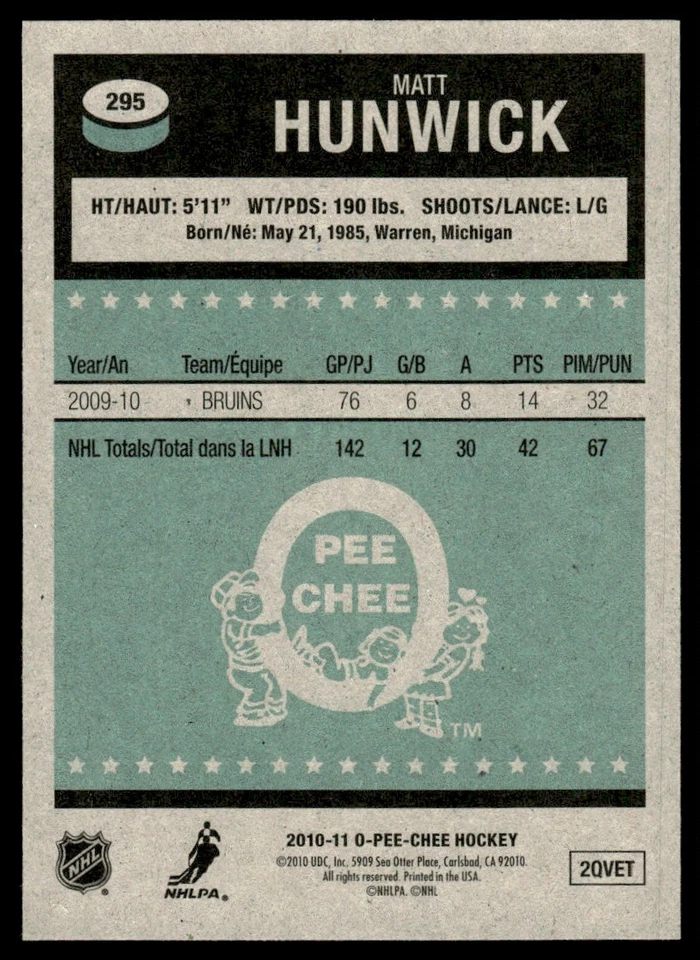 295
MATT
HUNWICK
HT/HAUT: 5'11" WT/PDS: 190 lbs. SHOOTS/LANCE: L/G
Born/Né: May 21, 1985, Warren, Michigan
Year/An Team/Équipe GP/PJ G/B A PTS PIM/PUN
2009-10 BRUINS 76 6 8 14 32
NHL Totals/Total dans la LNH 142 12 30 42 67
O
PEE
CHEE
TM
NHL
®
NHLPA®
2010-11 O-PEE-CHEE HOCKEY
©2010 UDC, Inc. 5909 Sea Otter Place, Carlsbad, CA 92010.
All rights reserved. Printed in the USA.
©NHLPA. ©NHL
2QVET